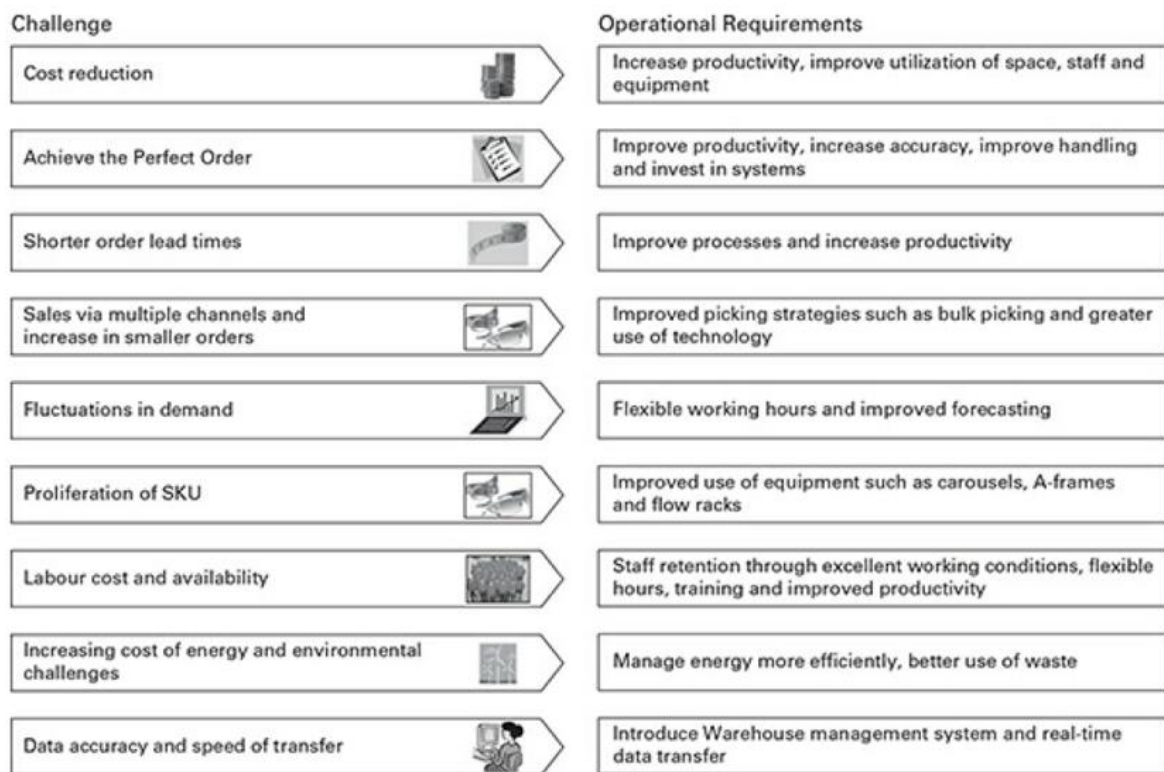 Challenge
Operational Requirements
Cost reduction
Increase productivity, improve utilization of space, staff and
equipment
Achieve the Perfect Order
Improve productivity, increase accuracy, improve handling
and invest in systems
Shorter order lead times
Improve processes and increase productivity
Sales via multiple channels and
increase in smaller orders
Improved picking strategies such as bulk picking and greater
use of technology
Fluctuations in demand
Flexible working hours and improved forecasting
Proliferation of SKU
Improved use of equipment such as carousels, A-frames
and flow racks
Labour cost and availability
Staff retention through excellent working conditions, flexible
hours, training and improved productivity
Increasing cost of energy and environmental
challenges
Manage energy more efficiently, better use of waste
Data accuracy and speed of transfer
Introduce Warehouse management system and real-time
data transfer